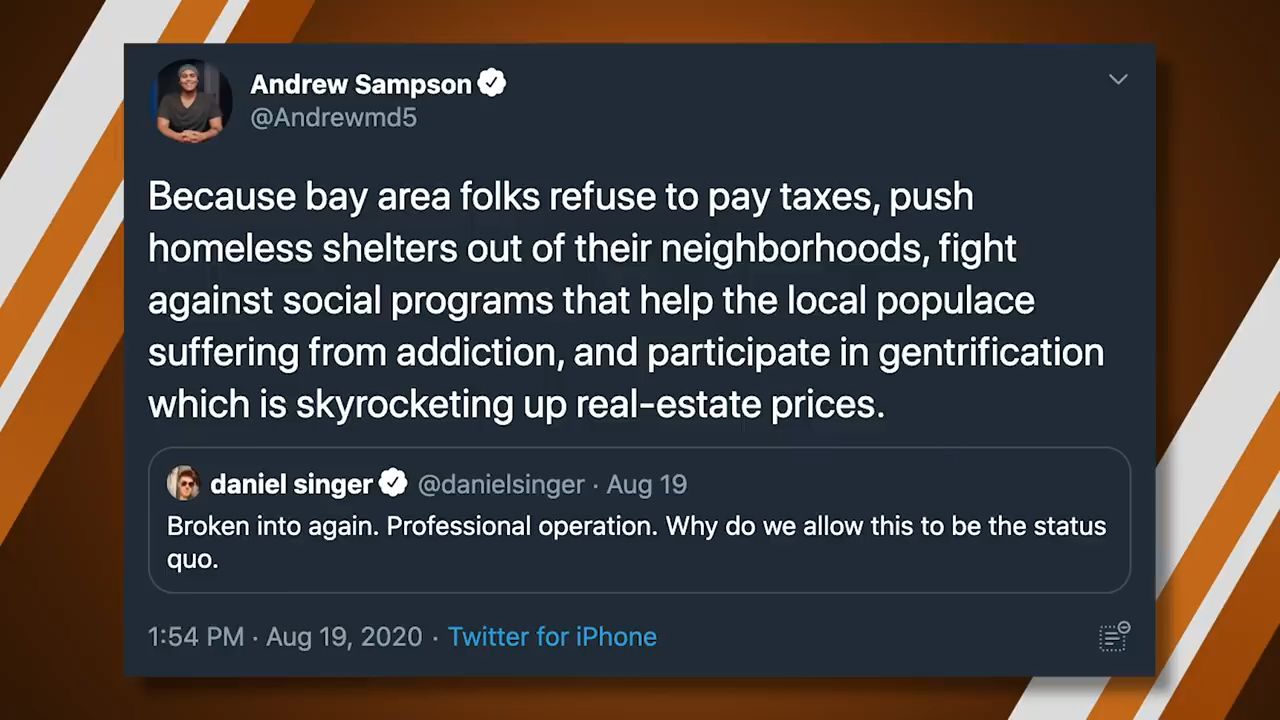 Andrew Sampson
@Andrewmd5
Because bay area folks refuse to pay taxes, push
homeless shelters out of their neighborhoods, fight
against social programs that help the local populace
suffering from addiction, and participate in gentrification
which is skyrocketing up real-estate prices.
daniel singer @danielsinger · Aug 19
Broken into again. Professional operation. Why do we allow this to be the status
quo.
1:54 PM · Aug 19, 2020 · Twitter for iPhone